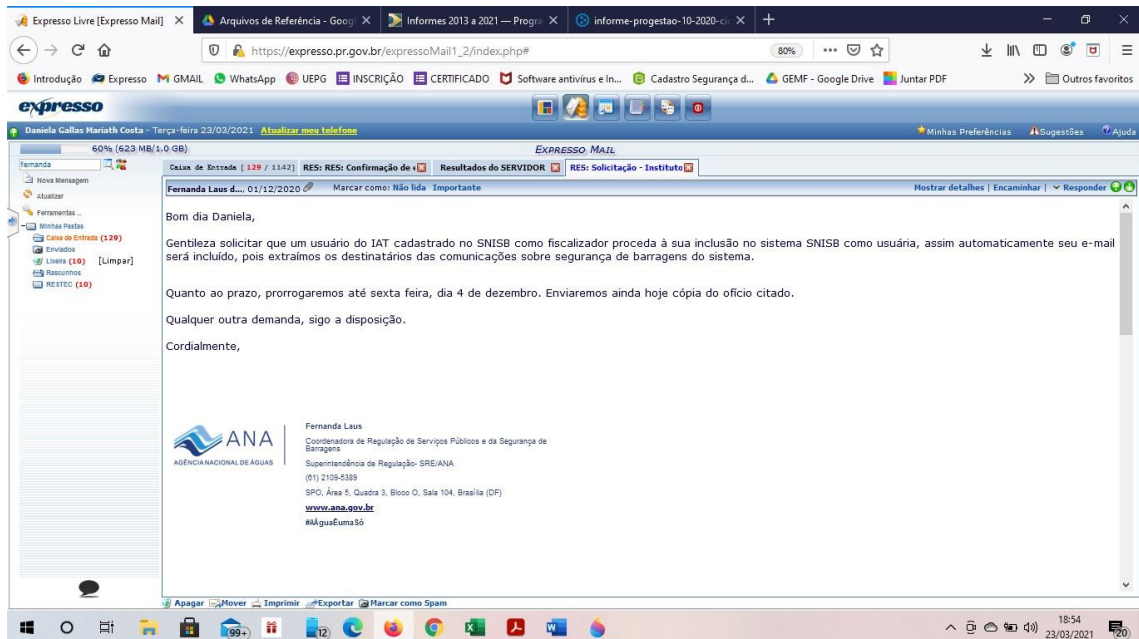 Expresso Livre [Expresso Mail]
Arquivos de Referência - Googl
Informes 2013 a 2021 — Progra
informe-progestao-10-2020-cir
https://expresso.pr.gov.br/expressoMail1_2/index.php#
80%
Introdução Expresso GMAIL WhatsApp UEPG INSCRIÇÃO CERTIFICADO Software antivírus e In... Cadastro Segurança d... GEMF - Google Drive Juntar PDF Outros favoritos
expresso
Daniela Gallas Mariath Costa - Terça-feira 23/03/2021 Atualizar meu telefone
Minhas Preferências Sugestões Ajuda
60% (623 MB/1.0 GB)
EXPRESSO MAIL
fernanda
Caixa de Entrada [ 129 / 1142] RES: RES: Confirmação de Resultados do SERVIDOR RES: Solicitação - Instituto
Nova Mensagem
Atualizar
Ferramentas ...
Minhas Pastas
Caixa de Entrada (129)
Enviados
Lixeira (10) [Limpar]
Rascunhos
RESTEC (10)
Fernanda Laus d..., 01/12/2020 Marcar como: Não lida Importante
Mostrar detalhes | Encaminhar | Responder
Bom dia Daniela,
Gentileza solicitar que um usuário do IAT cadastrado no SNISB como fiscalizador proceda à sua inclusão no sistema SNISB como usuária, assim automaticamente seu e-mail
será incluído, pois extraímos os destinatários das comunicações sobre segurança de barragens do sistema.
Quanto ao prazo, prorrogaremos até sexta feira, dia 4 de dezembro. Enviaremos ainda hoje cópia do ofício citado.
Qualquer outra demanda, sigo a disposição.
Cordialmente,
ANA
AGÊNCIA NACIONAL DE ÁGUAS
Fernanda Laus
Coordenadora de Regulação de Serviços Públicos e da Segurança de
Barragens
Superintendência de Regulação- SRE/ANA
(61) 2109-5389
SPO, Área 5, Quadra 3, Bloco O, Sala 104, Brasília (DF)
www.ana.gov.br
#AÁguaÉumaSó
Apagar Mover Imprimir Exportar Marcar como Spam
99+
12
18:54
23/03/2021
20